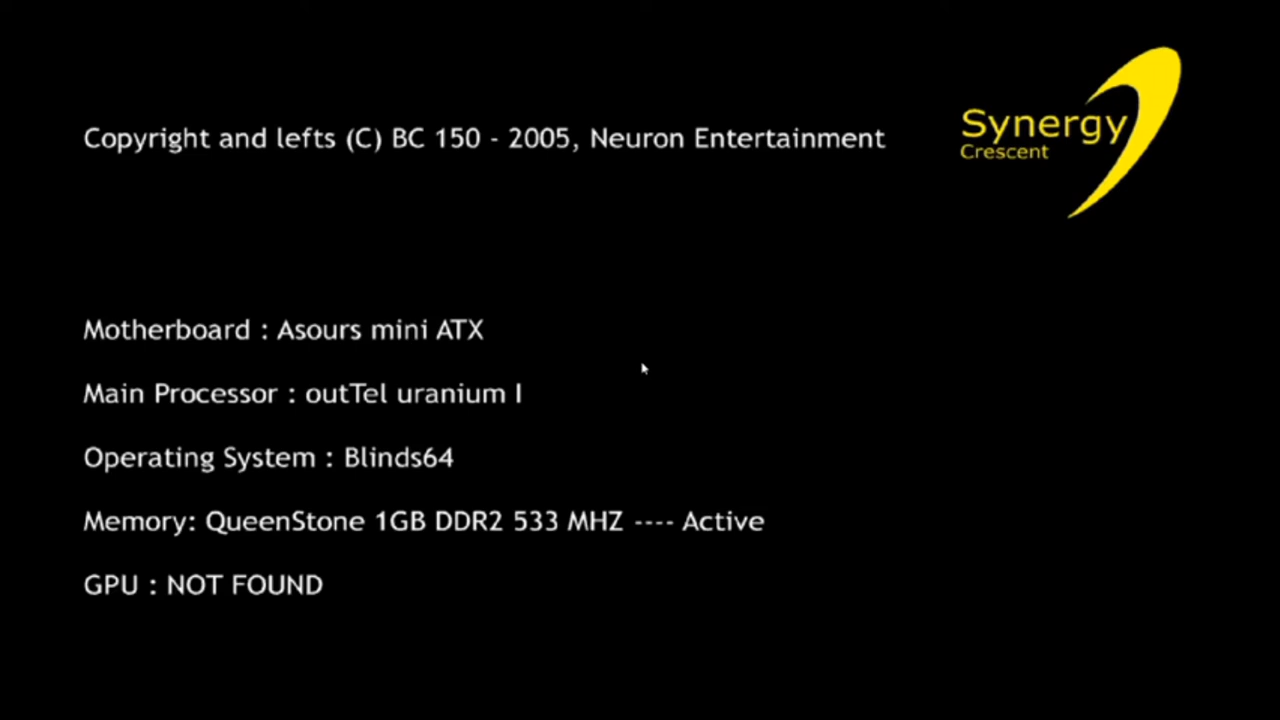 Copyright and lefts (C) BC 150 - 2005, Neuron Entertainment
Synergy
Crescent
Motherboard : Asours mini ATX
Main Processor : outTel uranium I
Operating System : Blinds64
Memory: QueenStone 1GB DDR2 533 MHZ ---- Active
GPU : NOT FOUND